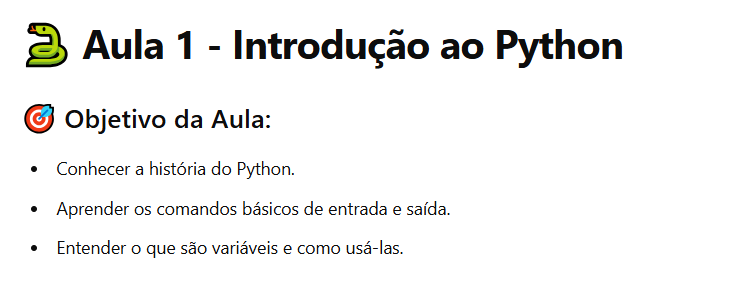 Aula 1 - Introdução ao Python
Objetivo da Aula:
• Conhecer a história do Python.
• Aprender os comandos básicos de entrada e saída.
• Entender o que são variáveis e como usá-las.